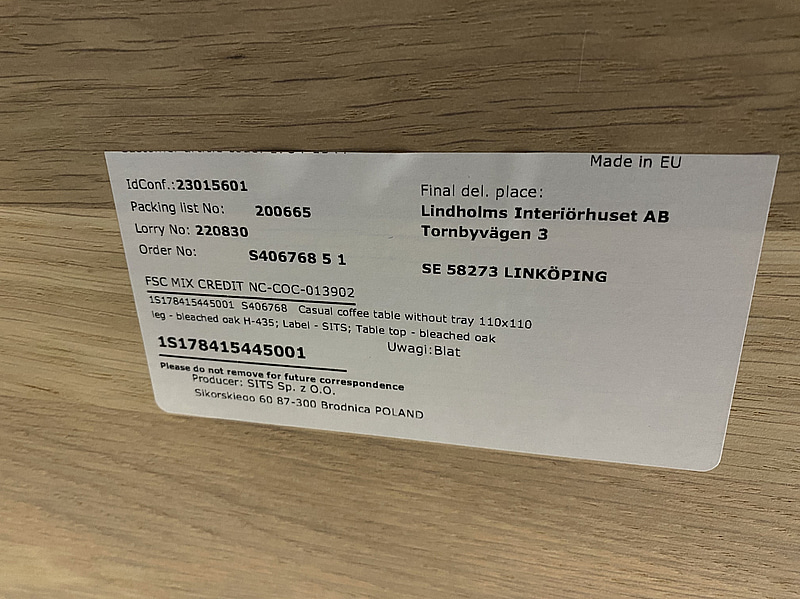 Made in EU
IdConf.:23015601
Packing list No: 200665
Lorry No: 220830
Order No: S406768 5 1
Final del. place:
Lindholms Interiörhuset AB
Tornbyvägen 3
SE 58273 LINKÖPING
FSC MIX CREDIT NC-COC-013902
1S178415445001 S406768 Casual coffee table without tray 110x110
leg - bleached oak H-435; Label - SITS; Table top - bleached oak
1S178415445001
Uwagi:Blat
Please do not remove for future correspondence
Producer: SITS Sp. z O.O.
Sikorskiego 60 87-300 Brodnica POLAND